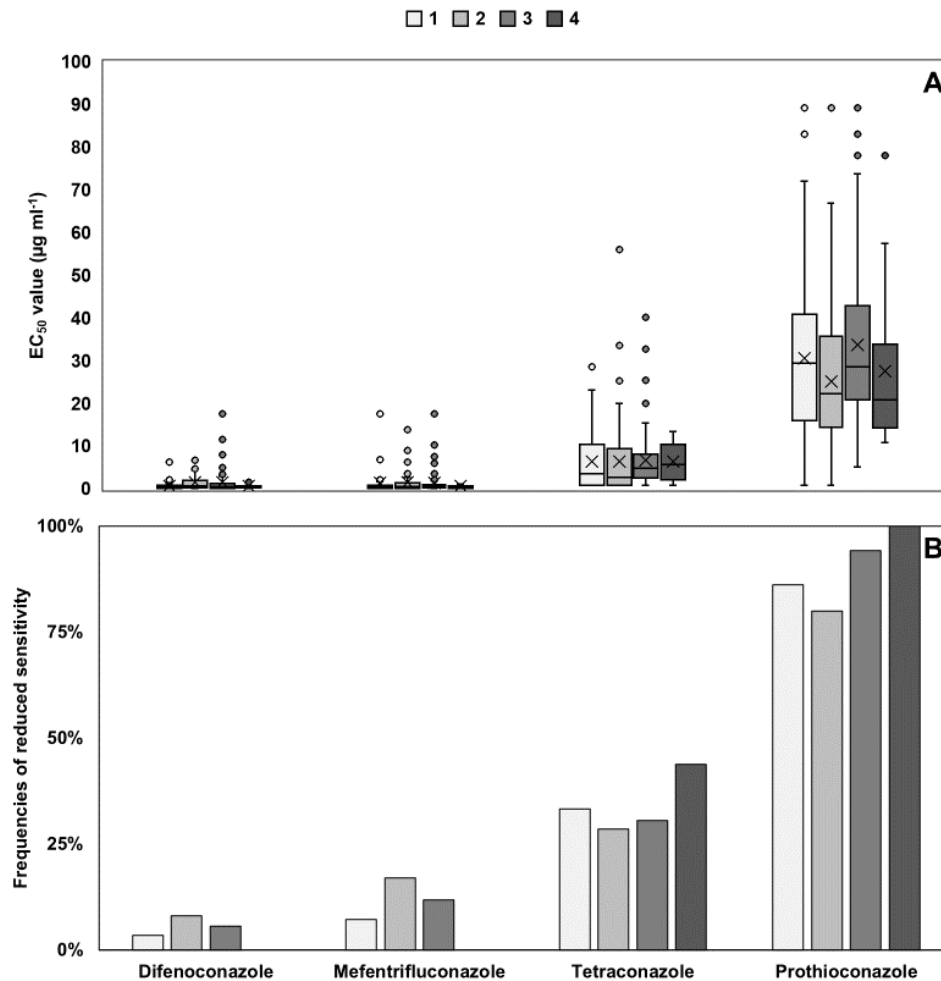 1 2 3 4
A
100
90
80
70
60
50
40
30
20
10
0
EC₅₀ value (µg ml⁻¹)
B
100%
75%
50%
25%
0%
Frequencies of reduced sensitivity
Difenoconazole Mefentrifluconazole Tetraconazole Prothioconazole